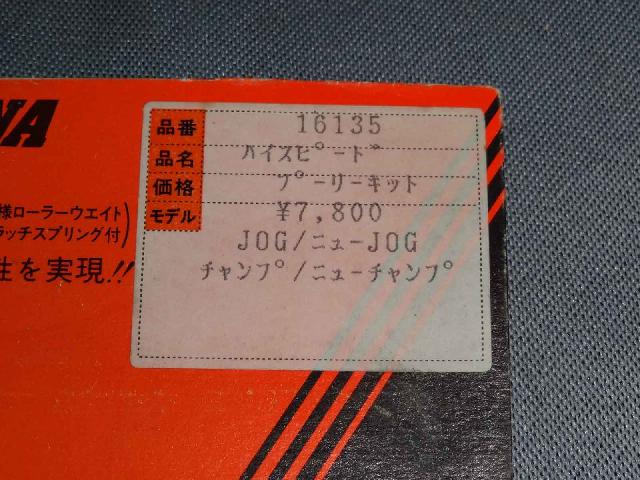 NA
品番 16135
品名 ハイスピード
価格 プーリーキット
モデル ¥7,800
JOG/ニューJOG
チャンプ/ニューチャンプ
様ローラーウエイト
ラッチスプリング付)
性を実現!!